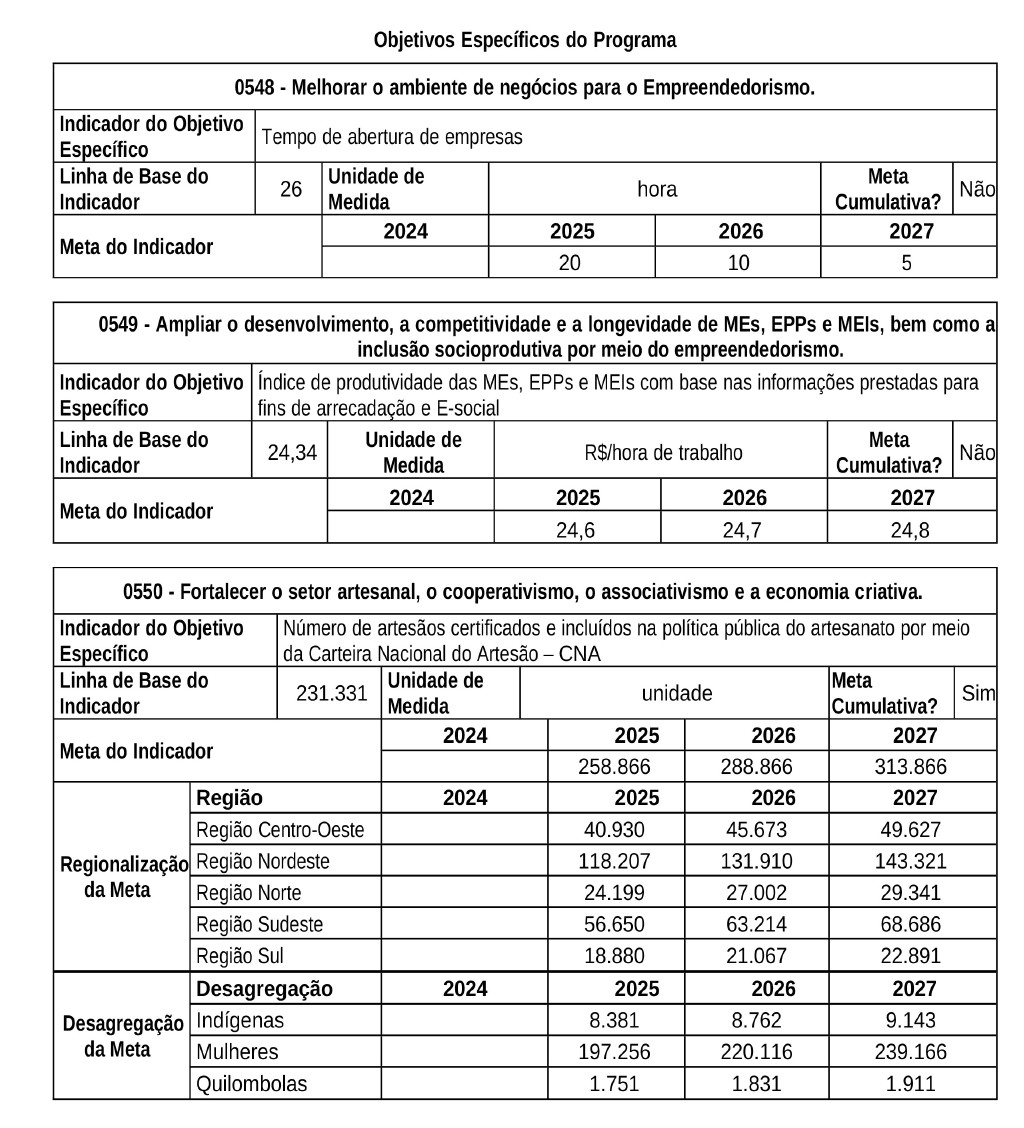 Objetivos Específicos do Programa
0548 - Melhorar o ambiente de negócios para o Empreendedorismo.
Indicador do Objetivo
Específico
Tempo de abertura de empresas
Linha de Base do
Indicador
26
Unidade de
Medida
hora
Meta
Cumulativa?
Não
Meta do Indicador
2024 2025 2026 2027
20 10 5
0549 - Ampliar o desenvolvimento, a competitividade e a longevidade de MEs, EPPs e MEIs, bem como a
inclusão socioprodutiva por meio do empreendedorismo.
Indicador do Objetivo
Específico
Índice de produtividade das MEs, EPPs e MEIs com base nas informações prestadas para
fins de arrecadação e E-social
Linha de Base do
Indicador
24,34
Unidade de
Medida
R$/hora de trabalho
Meta
Cumulativa?
Não
Meta do Indicador
2024 2025 2026 2027
24,6 24,7 24,8
0550 - Fortalecer o setor artesanal, o cooperativismo, o associativismo e a economia criativa.
Indicador do Objetivo
Específico
Número de artesãos certificados e incluídos na política pública do artesanato por meio
da Carteira Nacional do Artesão – CNA
Linha de Base do
Indicador
231.331
Unidade de
Medida
unidade
Meta
Cumulativa?
Sim
Meta do Indicador
2024 2025 2026 2027
258.866 288.866 313.866
Regionalização
da Meta
Região 2024 2025 2026 2027
Região Centro-Oeste 40.930 45.673 49.627
Região Nordeste 118.207 131.910 143.321
Região Norte 24.199 27.002 29.341
Região Sudeste 56.650 63.214 68.686
Região Sul 18.880 21.067 22.891
Desagregação
da Meta
Desagregação 2024 2025 2026 2027
Indígenas 8.381 8.762 9.143
Mulheres 197.256 220.116 239.166
Quilombolas 1.751 1.831 1.911